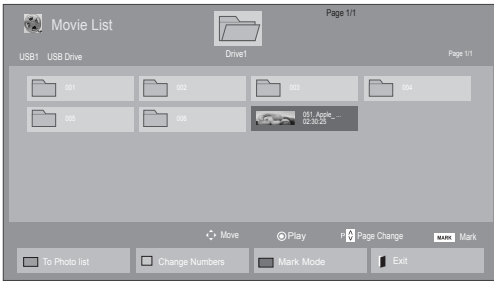 Movie List
Page 1/1
USB1 USB Drive
Drive1
Page 1/1
001
002
003
004
005
006
051. Apple_ ...
02:30:25
Move
Play
P Page Change
MARK Mark
To Photo list
Change Numbers
Mark Mode
Exit